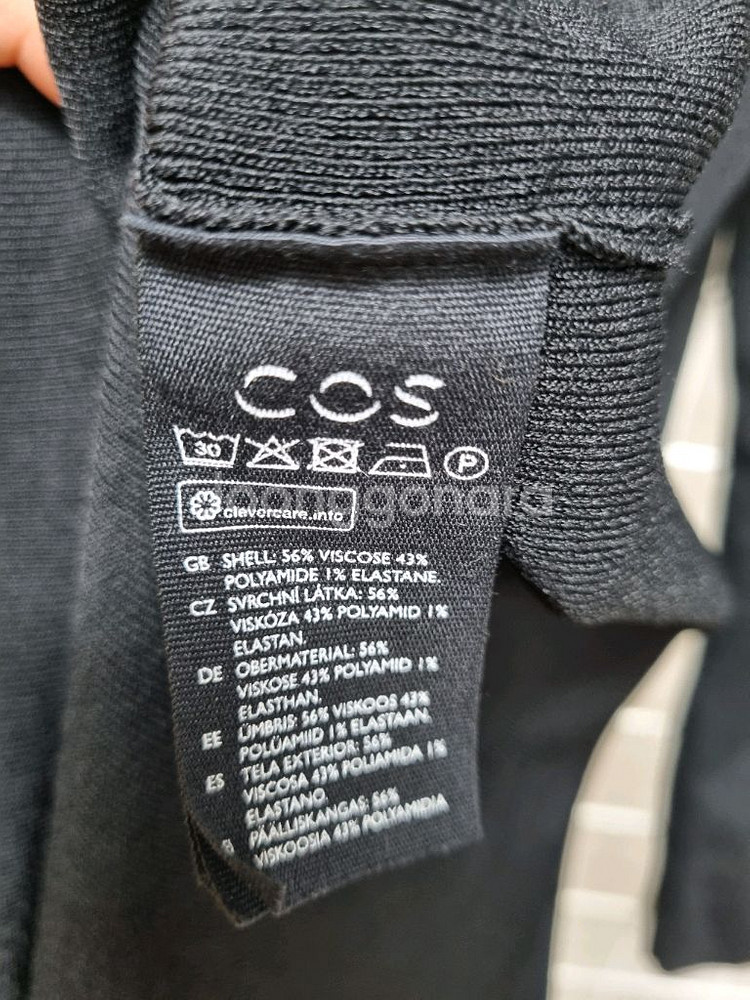 COS
30 P
clevercare.info
joonggonara
GB SHELL: 56% VISCOSE 43%
POLYAMIDE 1% ELASTANE.
CZ SVRCHNÍ LÁTKA: 56%
VISKÓZA 43% POLYAMID 1%
ELASTAN.
DE OBERMATERIAL: 56%
VISKOSE 43% POLYAMID 1%
ELASTHAN.
EE ÜMBRIS: 56% VISKOOS 43%
POLÜAMIID 1% ELASTAAN.
ES TELA EXTERIOR: 56%
VISCOSA 43% POLIAMIDA 1%
ELASTANO.
PÄÄLLISKANGAS: 56%
VISKOOSIA 43% POLYAMIDIA